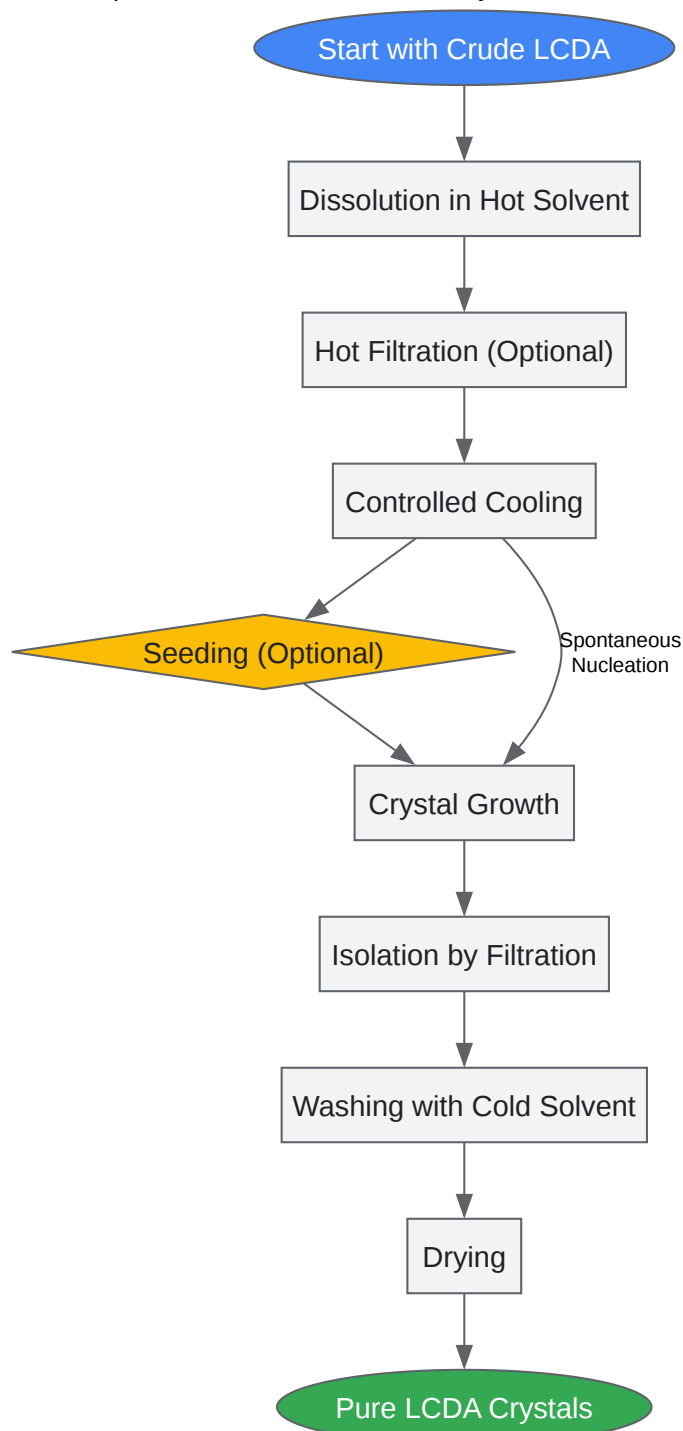 Start with Crude LCDA
Dissolution in Hot Solvent
Hot Filtration (Optional)
Controlled Cooling
Seeding (Optional)
Spontaneous
Nucleation
Crystal Growth
Isolation by Filtration
Washing with Cold Solvent
Drying
Pure LCDA Crystals